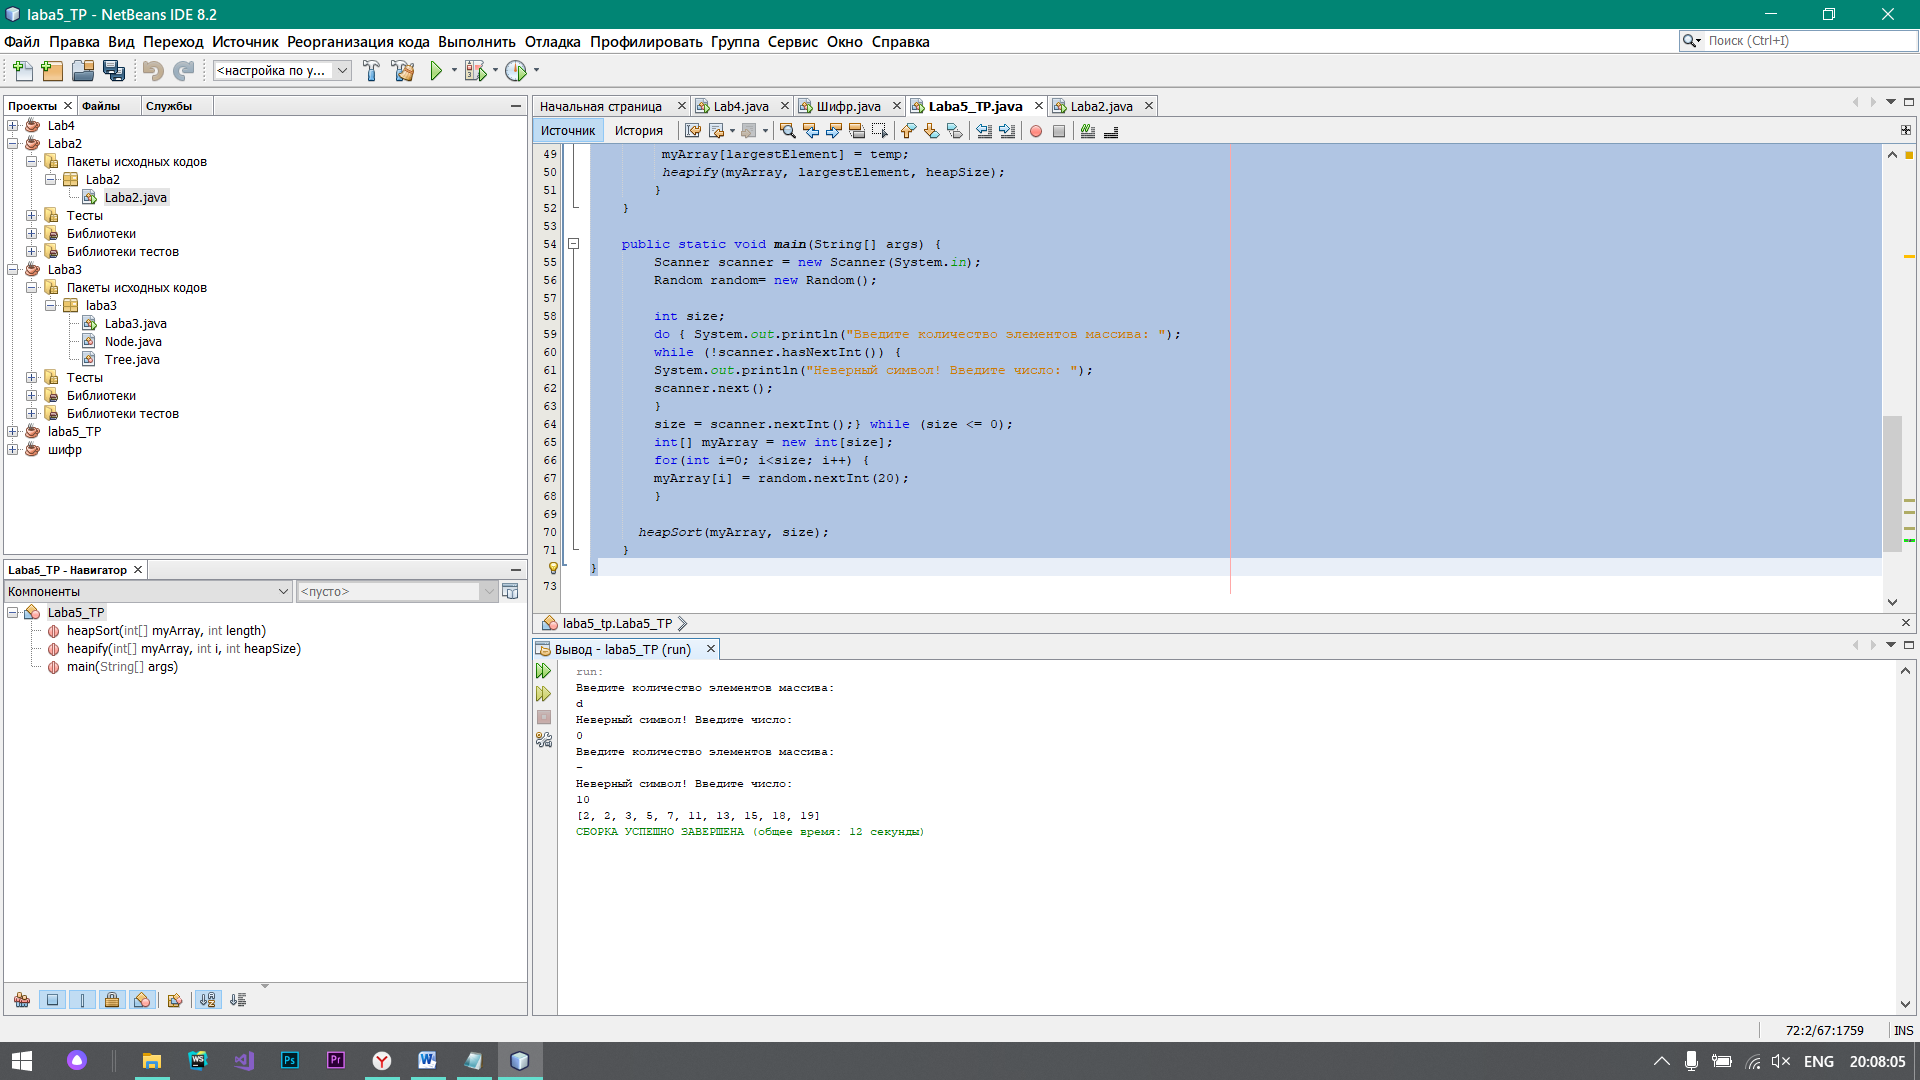 laba5_TP - NetBeans IDE 8.2
Файл Правка Вид Переход Источник Реорганизация кода Выполнить Отладка Профилировать Группа Сервис Окно Справка
Поиск (Ctrl+I)
<настройка по у...
Проекты Файлы Службы
Lab4
Laba2
Пакеты исходных кодов
Laba2
Laba2.java
Тесты
Библиотеки
Библиотеки тестов
Laba3
Пакеты исходных кодов
laba3
Laba3.java
Node.java
Tree.java
Тесты
Библиотеки
Библиотеки тестов
laba5_TP
шифр
Laba5_TP - Навигатор
Компоненты <пусто>
Laba5_TP
heapSort(int[] myArray, int length)
heapify(int[] myArray, int i, int heapSize)
main(String[] args)
Начальная страница Lab4.java Шифр.java Laba5_TP.java Laba2.java
Источник История
49 myArray[largestElement] = temp;
50 heapify(myArray, largestElement, heapSize);
51 }
52 }
53
54 public static void main(String[] args) {
55 Scanner scanner = new Scanner(System.in);
56 Random random= new Random();
57
58 int size;
59 do { System.out.println("Введите количество элементов массива: ");
60 while (!scanner.hasNextInt()) {
61 System.out.println("Неверный символ! Введите число: ");
62 scanner.next();
63 }
64 size = scanner.nextInt();} while (size <= 0);
65 int[] myArray = new int[size];
66 for(int i=0; i<size; i++) {
67 myArray[i] = random.nextInt(20);
68 }
69
70 heapSort(myArray, size);
71 }
}
73
laba5_tp.Laba5_TP
Вывод - laba5_TP (run)
run:
Введите количество элементов массива:
d
Неверный символ! Введите число:
0
Введите количество элементов массива:
-
Неверный символ! Введите число:
10
[2, 2, 3, 5, 7, 11, 13, 15, 18, 19]
СБОРКА УСПЕШНО ЗАВЕРШЕНА (общее время: 12 секунды)
72:2/67:1759 INS
ENG 20:08:05